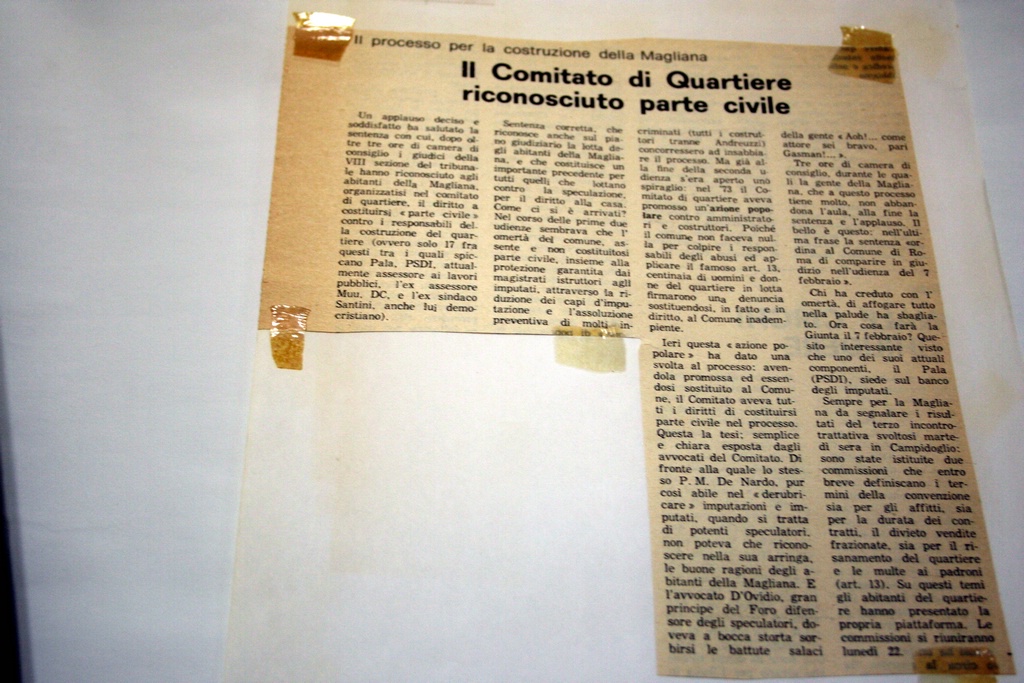 Il processo per la costruzione della Magliana
Il Comitato di Quartiere
riconosciuto parte civile
Un applauso deciso e
soddisfatto ha salutato la
sentenza con cui, dopo ol-
tre tre ore di camera di
consiglio i giudici della
VIII sezione del tribuna-
le hanno riconosciuto agli
abitanti della Magliana,
organizzatisi nel comitato
di quartiere, il diritto a
costituirsi « parte civile »
contro i responsabili del-
la costruzione del quar-
tiere (ovvero solo 17 fra
questi tra i quali spic-
cano Pala, PSDI, attual-
mente assessore ai lavori
pubblici, l'ex assessore
Muu, DC, e l'ex sindaco
Santini, anche lui demo-
cristiano).
Sentenza corretta, che
riconosce anche sul pia-
no giudiziario la lotta de-
gli abitanti della Maglia-
na, e che costituisce un
importante precedente per
tutti quelli che lottano
contro la speculazione,
per il diritto alla casa.
Come ci si è arrivati?
Nel corso delle prime due
udienze sembrava che l'
omertà del comune, as-
sente e non costituitosi
parte civile, insieme alla
protezione garantita dai
magistrati istruttori agli
imputati, attraverso la ri-
duzione dei capi d'impu-
tazione e l'assoluzione
preventiva di molti in-
criminati (tutti i costrut-
tori tranne Andreuzzi)
concorressero ad insabbia-
re il processo. Ma già al-
la fine della seconda u-
dienza s'era aperto uno
spiraglio: nel '73 il Co-
mitato di quartiere aveva
promosso un'azione popo-
lare contro amministrato-
ri e costruttori. Poiché
il comune non faceva nul-
la per colpire i respon-
sabili degli abusi ed ap-
plicare il famoso art. 13,
centinaia di uomini e don-
ne del quartiere in lotta
firmarono una denuncia
sostituendosi, in fatto e in
diritto, al Comune inadem-
piente.
Ieri questa « azione po-
polare » ha dato una
svolta al processo: aven-
dola promossa ed essen-
dosi sostituito al Comu-
ne, il Comitato aveva tut-
ti i diritti di costituirsi
parte civile nel processo.
Questa la tesi; semplice
e chiara esposta dagli
avvocati del Comitato. Di
fronte alla quale lo stes-
so P.M. De Nardo, pur
così abile nel « derubri-
care » imputazioni e im-
putati, quando si tratta
di potenti speculatori,
non poteva che ricono-
scere nella sua arringa,
le buone ragioni degli a-
bitanti della Magliana. E
l'avvocato D'Ovidio, gran
principe del Foro difen-
sore degli speculatori, do-
veva a bocca storta sor-
birsi le battute salaci
della gente « Aoh!... come
attore sei bravo, pari
Gasman!... ».
Tre ore di camera di
consiglio, durante le qua-
li la gente della Maglia-
na, che a questo processo
tiene molto, non abban-
dona l'aula, alla fine la
sentenza e l'applauso. Il
bello è questo: nell'ulti-
ma frase la sentenza «or-
dina al Comune di Ro-
ma di comparire in giu-
dizio nell'udienza del 7
febbraio ».
Chi ha creduto con l'
omertà, di affogare tutto
nella palude ha sbaglia-
to. Ora cosa farà la
Giunta il 7 febbraio? Que-
sito interessante visto
che uno dei suoi attuali
componenti, il Pala
(PSDI), siede sul banco
degli imputati.
Sempre per la Maglia-
na da segnalare i risul-
tati del terzo incontro-
trattativa svoltosi marte-
dì sera in Campidoglio:
sono state istituite due
commissioni che entro
breve definiscano i ter-
mini della convenzione
sia per gli affitti, sia
per la durata dei con-
tratti, il divieto vendite
frazionate, sia per il ri-
sanamento del quartiere
e le multe ai padroni
(art. 13). Su questi temi
gli abitanti del quartie-
re hanno presentato la
propria piattaforma. Le
commissioni si riuniranno
lunedì 22.